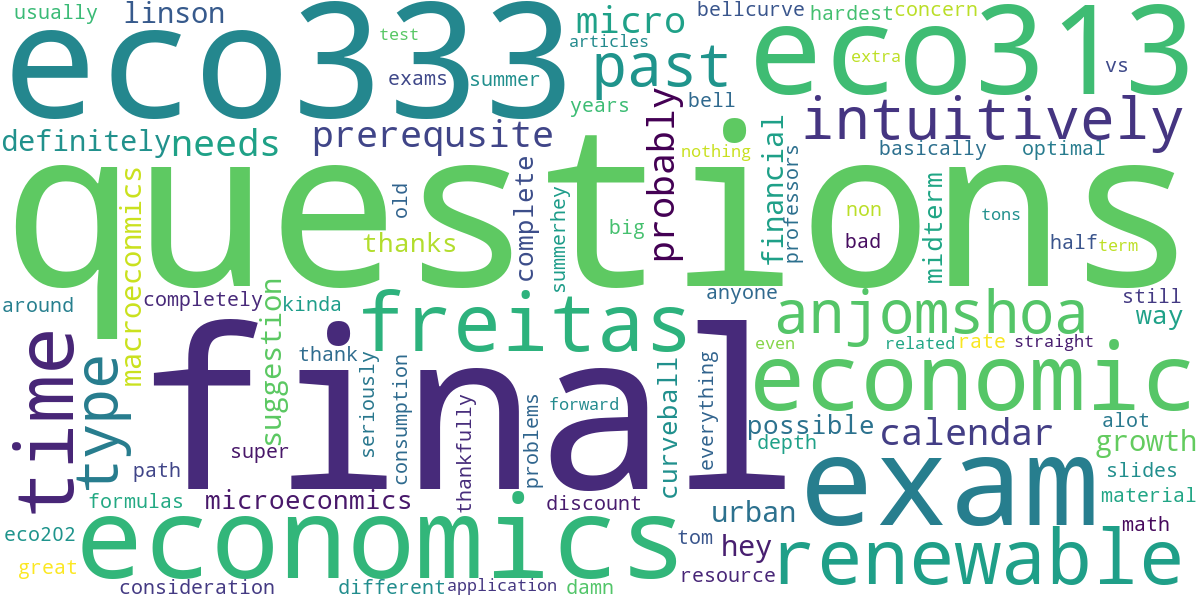 usually
linson
eco333
test
exams
summer
micro
articles
past
bellcurve
hardest
concern
eco313
extra
vs
years
bell
definitely
needs
prerequsite
probably
intuitively
nothing
financial
professors
basically
optimal
questions
macroeconmics
old
thanks
complete
summerhey
big
non
bad
midterm
tons
half
term
around
completely
kinda
suggestion
freitas
anyone
anjomshoa
still
way
time
type
final
thank
seriously
consumption
thankfully
problems
forward
curveball
everything
even
related
rate
straight
economic
possible
depth
calendar
alot
growth
path
super
exam
slides
material
formulas
microeconmics
discount
urban
math
eco202
economics
tom
hey
renewable
great
resource
consideration
different
application
damn